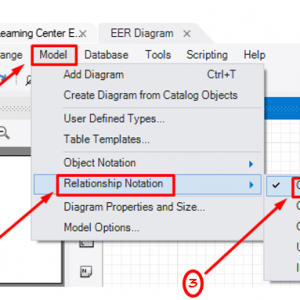 earning Center E... EER Diagram
ange Model Database Tools Scripting Help
Add Diagram Ctrl+T
Create Diagram from Catalog Objects
User Defined Types...
Table Templates...
Object Notation
Relationship Notation
Diagram Properties and Size...
Model Options...
3